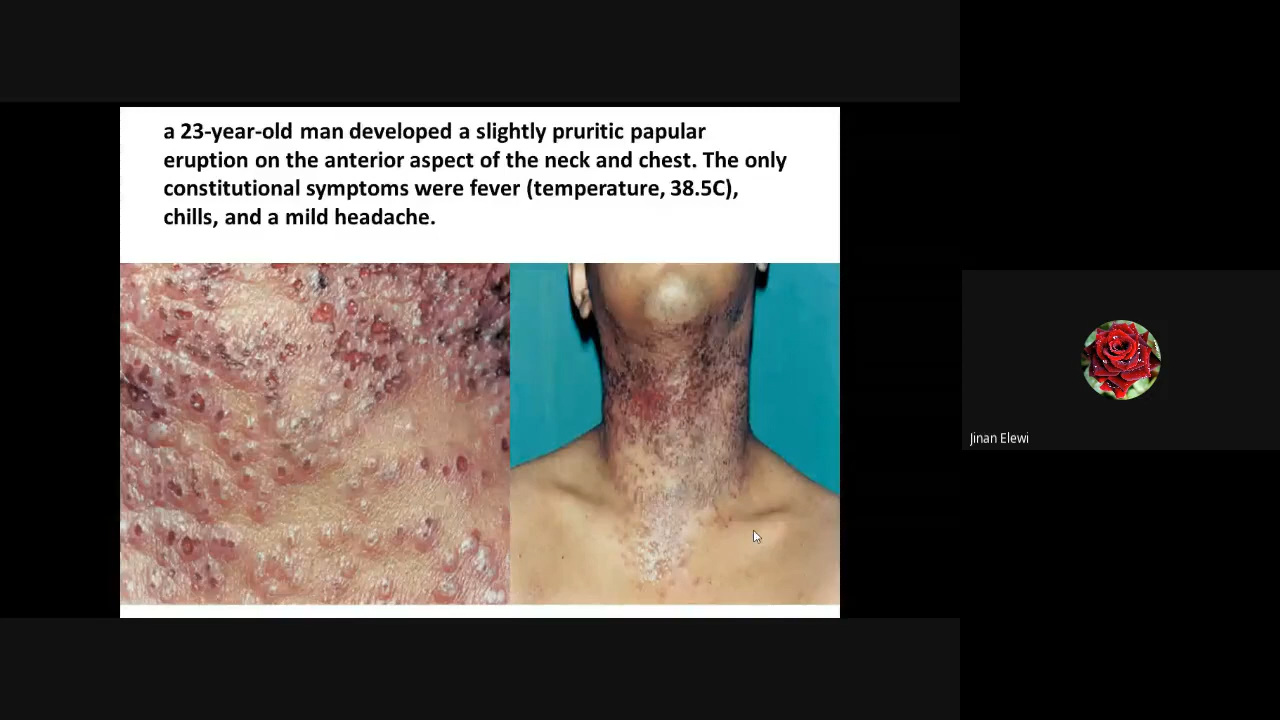 a 23-year-old man developed a slightly pruritic papular
eruption on the anterior aspect of the neck and chest. The only
constitutional symptoms were fever (temperature, 38.5C),
chills, and a mild headache.
Jinan Elewi